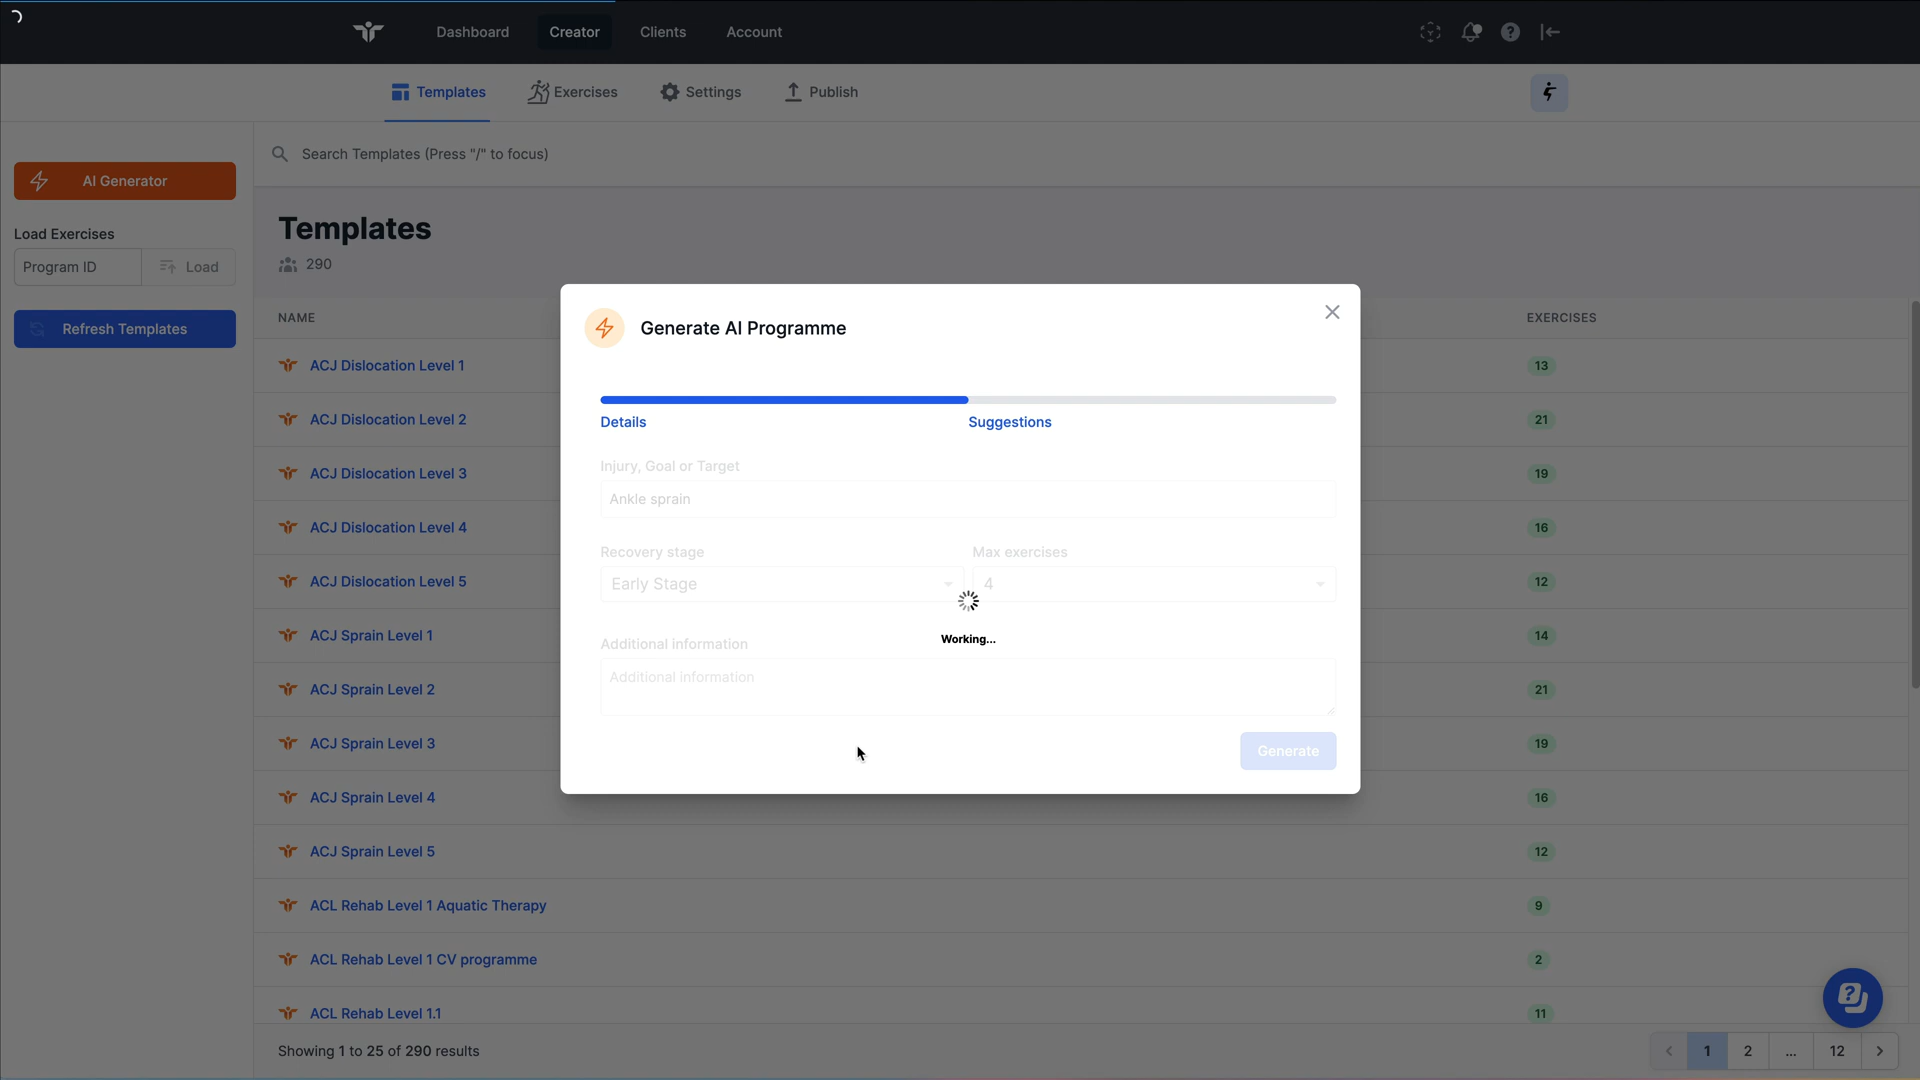 Dashboard
Creator
Clients
Account
Templates
Exercises
Settings
Publish
Search Templates (Press "/" to focus)
AI Generator
Load Exercises
Program ID
Load
Refresh Templates
Templates
290
NAME
EXERCISES
ACJ Dislocation Level 1
13
ACJ Dislocation Level 2
21
ACJ Dislocation Level 3
19
ACJ Dislocation Level 4
16
ACJ Dislocation Level 5
12
ACJ Sprain Level 1
14
ACJ Sprain Level 2
21
ACJ Sprain Level 3
19
ACJ Sprain Level 4
16
ACJ Sprain Level 5
12
ACL Rehab Level 1 Aquatic Therapy
9
ACL Rehab Level 1 CV programme
2
ACL Rehab Level 1.1
11
Showing 1 to 25 of 290 results
1
2
...
12
Generate AI Programme
Details
Suggestions
Injury, Goal or Target
Ankle sprain
Recovery stage
Max exercises
Early Stage
4
Working...
Additional information
Additional information
Generate